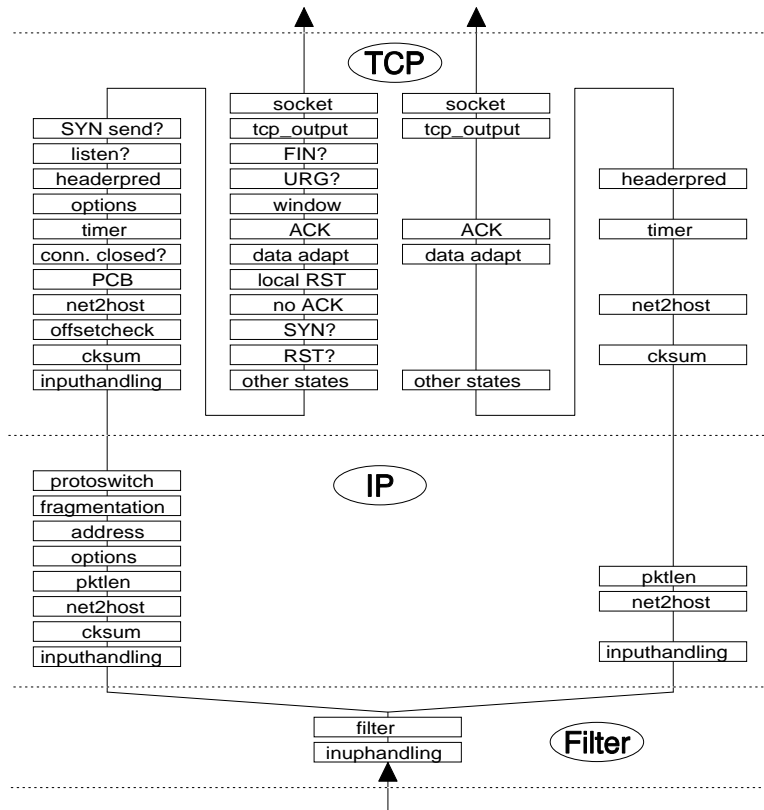 TCP
SYN send?
listen?
headerpred
options
timer
conn. closed?
PCB
net2host
offsetcheck
cksum
inputhandling
socket
tcp_output
FIN?
URG?
window
ACK
data adapt
local RST
no ACK
SYN?
RST?
other states
socket
tcp_output
ACK
data adapt
other states
headerpred
timer
net2host
cksum
IP
protoswitch
fragmentation
address
options
pktlen
net2host
cksum
inputhandling
pktlen
net2host
inputhandling
filter
inuphandling
Filter